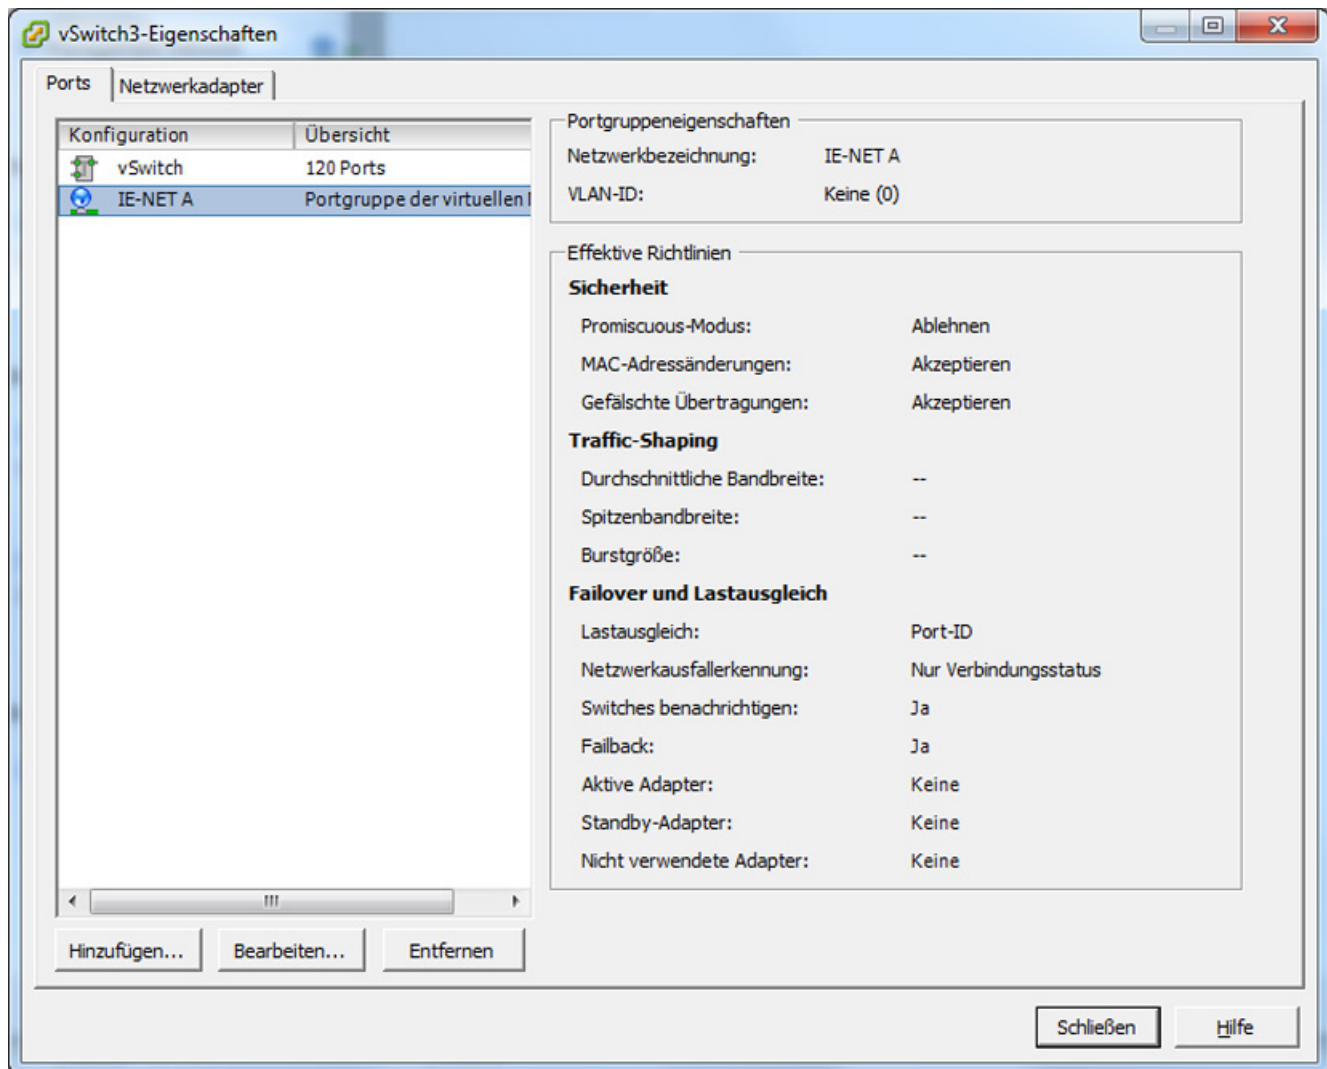 vSwitch3-Eigenschaften
Ports Netzwerkadapter
Konfiguration Übersicht
vSwitch 120 Ports
IE-NET A Portgruppe der virtuellen
Hinzufügen... Bearbeiten... Entfernen
Portgruppeneigenschaften
Netzwerkbezeichnung: IE-NET A
VLAN-ID: Keine (0)
Effektive Richtlinien
Sicherheit
Promiscuous-Modus: Ablehnen
MAC-Adressänderungen: Akzeptieren
Gefälschte Übertragungen: Akzeptieren
Traffic-Shaping
Durchschnittliche Bandbreite: --
Spitzenbandbreite: --
Burstgröße: --
Failover und Lastausgleich
Lastausgleich: Port-ID
Netzwerkausfallerkennung: Nur Verbindungsstatus
Switches benachrichtigen: Ja
Failback: Ja
Aktive Adapter: Keine
Standby-Adapter: Keine
Nicht verwendete Adapter: Keine
Schließen Hilfe